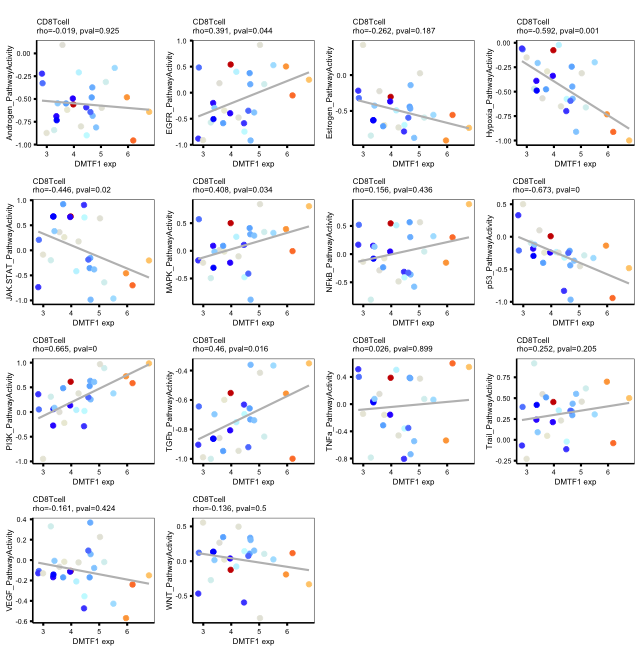 CD8Tcell
rho=-0.019, pval=0.925
Androgen_PathwayActivity
0.00
-0.25
-0.50
-0.75
-1.00
3 4 5 6
DMTF1 exp
CD8Tcell
rho=0.391, pval=0.044
EGFR_PathwayActivity
1.0
0.5
0.0
-0.5
-1.0
3 4 5 6
DMTF1 exp
CD8Tcell
rho=-0.262, pval=0.187
Estrogen_PathwayActivity
0.0
-0.5
3 4 5 6
DMTF1 exp
CD8Tcell
rho=-0.592, pval=0.001
Hypoxia_PathwayActivity
0.00
-0.25
-0.50
-0.75
-1.00
3 4 5 6
DMTF1 exp
CD8Tcell
rho=-0.446, pval=0.02
JAK.STAT_PathwayActivity
1.0
0.5
0.0
-0.5
-1.0
3 4 5 6
DMTF1 exp
CD8Tcell
rho=0.408, pval=0.034
MAPK_PathwayActivity
0.5
0.0
-0.5
3 4 5 6
DMTF1 exp
CD8Tcell
rho=0.156, pval=0.436
NFkB_PathwayActivity
0.5
0.0
-0.5
3 4 5 6
DMTF1 exp
CD8Tcell
rho=-0.673, pval=0
p53_PathwayActivity
0.5
0.0
-0.5
-1.0
3 4 5 6
DMTF1 exp
CD8Tcell
rho=0.665, pval=0
PI3K_PathwayActivity
1.0
0.5
0.0
-0.5
-1.0
3 4 5 6
DMTF1 exp
CD8Tcell
rho=0.46, pval=0.016
TGFb_PathwayActivity
-0.4
-0.6
-0.8
-1.0
3 4 5 6
DMTF1 exp
CD8Tcell
rho=0.026, pval=0.899
TNFa_PathwayActivity
0.4
0.0
-0.4
-0.8
3 4 5 6
DMTF1 exp
CD8Tcell
rho=0.252, pval=0.205
Trail_PathwayActivity
0.75
0.50
0.25
0.00
-0.25
3 4 5 6
DMTF1 exp
CD8Tcell
rho=-0.161, pval=0.424
VEGF_PathwayActivity
0.4
0.2
0.0
-0.2
-0.4
-0.6
3 4 5 6
DMTF1 exp
CD8Tcell
rho=-0.136, pval=0.5
WNT_PathwayActivity
0.5
0.0
-0.5
3 4 5 6
DMTF1 exp